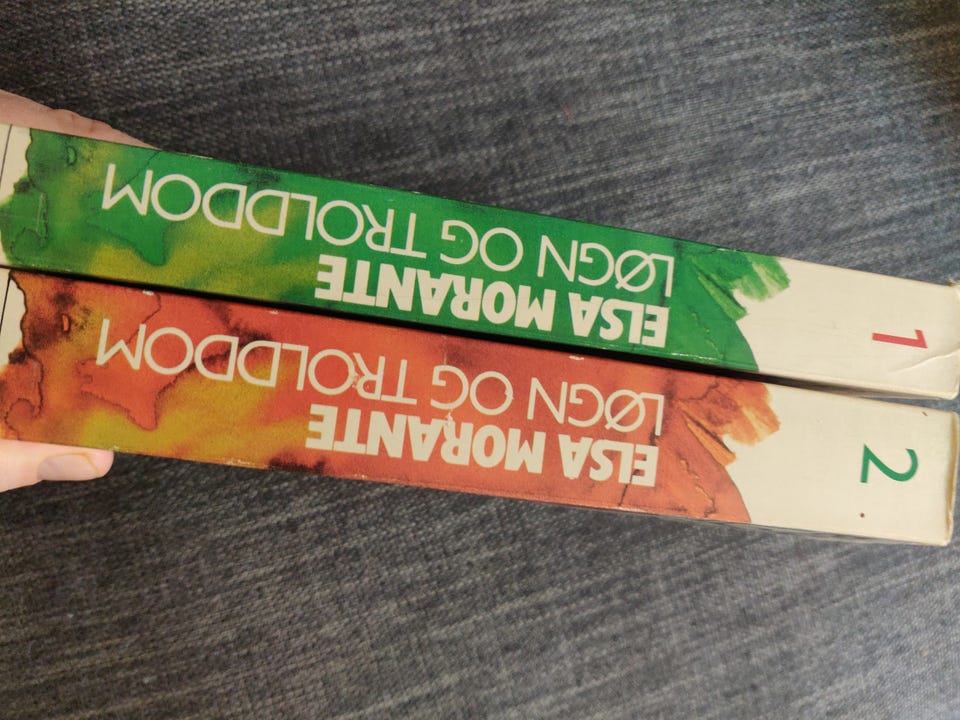 ELSA MORANTE
LØGN OG TROLDDOM
1
ELSA MORANTE
LØGN OG TROLDDOM
2